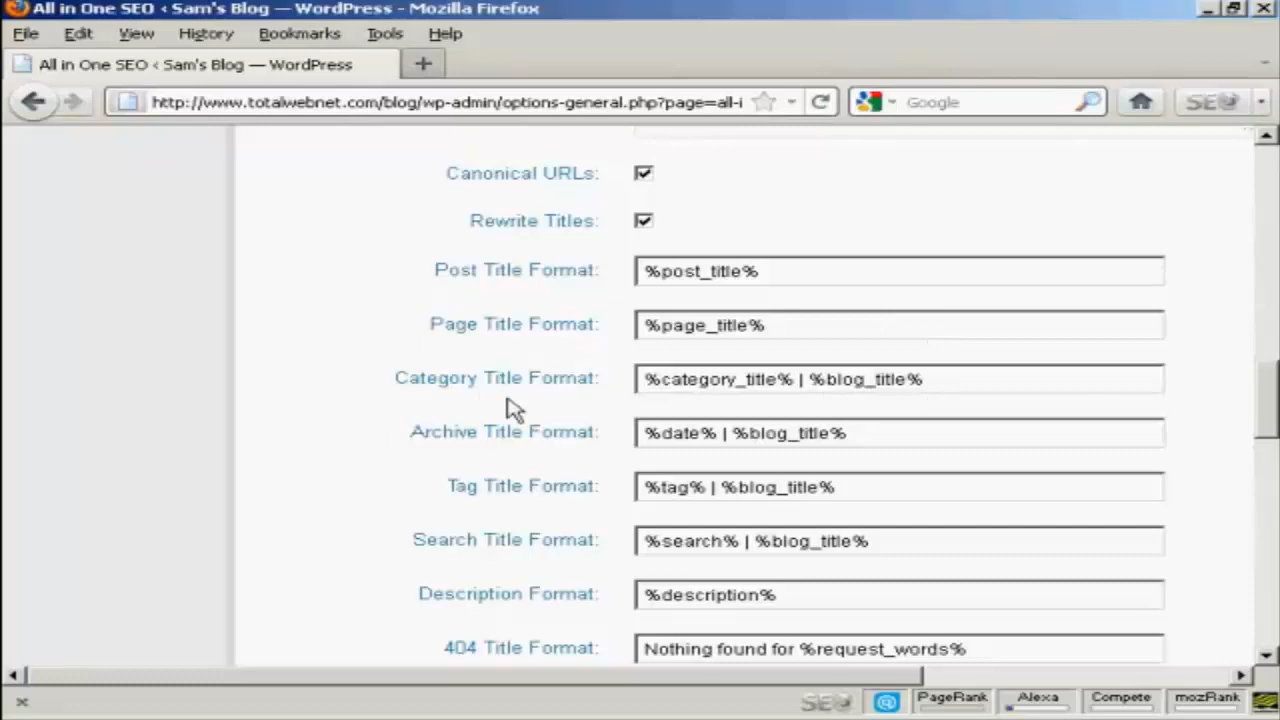 All in One SEO ‹ Sam's Blog — WordPress - Mozilla Firefox
File Edit View History Bookmarks Tools Help
All in One SEO ‹ Sam's Blog — WordPress
http://www.totalwebnet.com/blog/wp-admin/options-general.php?page=all-i Google SEO
Canonical URLs:
Rewrite Titles:
Post Title Format: %post_title%
Page Title Format: %page_title%
Category Title Format: %category_title% | %blog_title%
Archive Title Format: %date% | %blog_title%
Tag Title Format: %tag% | %blog_title%
Search Title Format: %search% | %blog_title%
Description Format: %description%
404 Title Format: Nothing found for %request_words%
SEO PageRank Alexa Compete mozRank